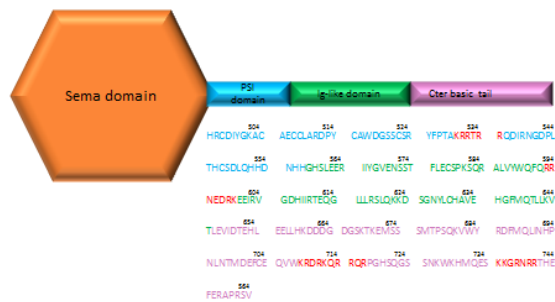 Sema domain
PSI domain
Ig-like domain
Cter basic tail
504 514 524 534 544
HRCDIYGKAC AECCLARDPY CAWDGSSCSR YFPTAKRRTR RQDIRNGDPL
554 564 574 584 594
THCSDLQHHD NHHGHSLEER IIYGVENSST FLECSPKSQR ALVYWQFQRR
604 614 624 634 644
NEDRKEEIRV GDHIIRTEQG LLLRSLQKKD SGNYLCHAVE HGFMQTLLKV
654 664 674 684 694
TLEVIDTEHL EELLHKDDDG DGSKTKEMSS SMTPSQKVWY RDFMQLINHP
704 714 724 734 744
NLNTMDEFCE QVWKRDRKQR RQRPGHSQGS SNKWKHMQES KKGRNRRTHE
564
FERAPRSV